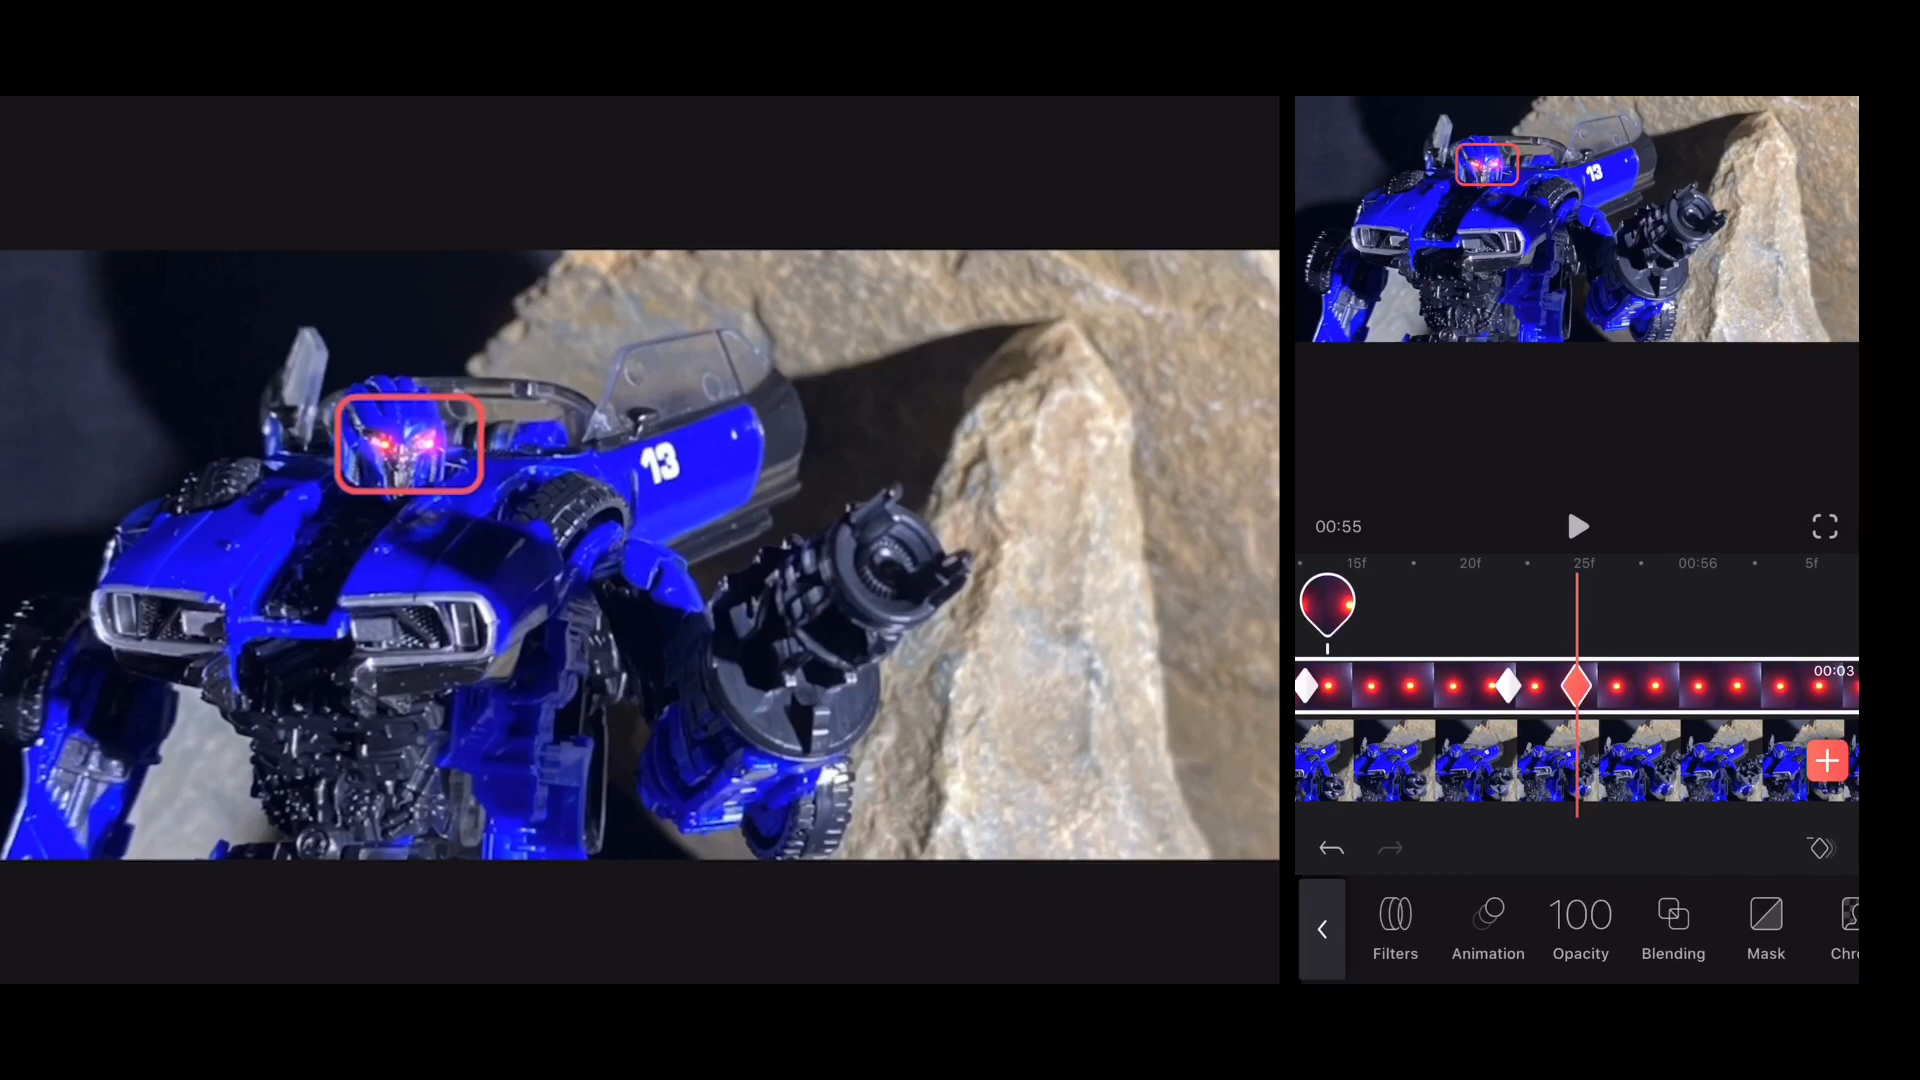 13
13
00:55
15f 20f 25f 00:56 5f
00:03
100
Filters Animation Opacity Blending Mask Chr